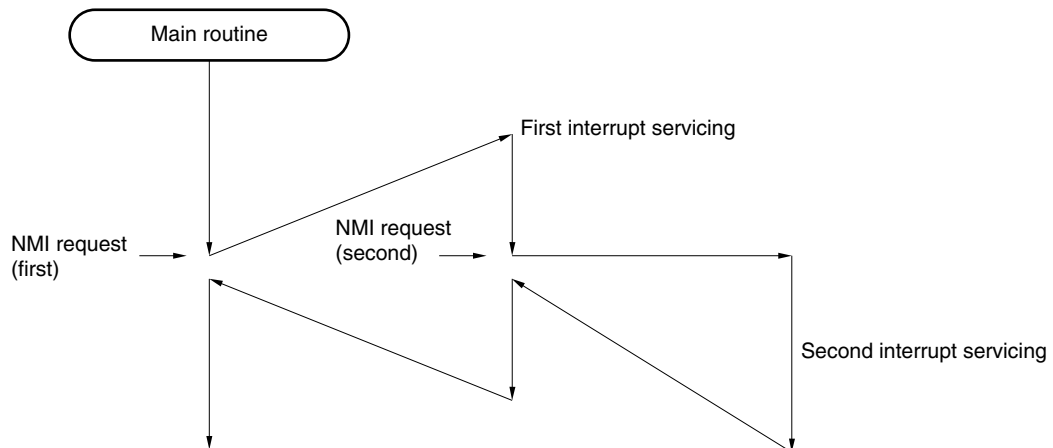 Main routine
First interrupt servicing
NMI request
(first)
NMI request
(second)
Second interrupt servicing